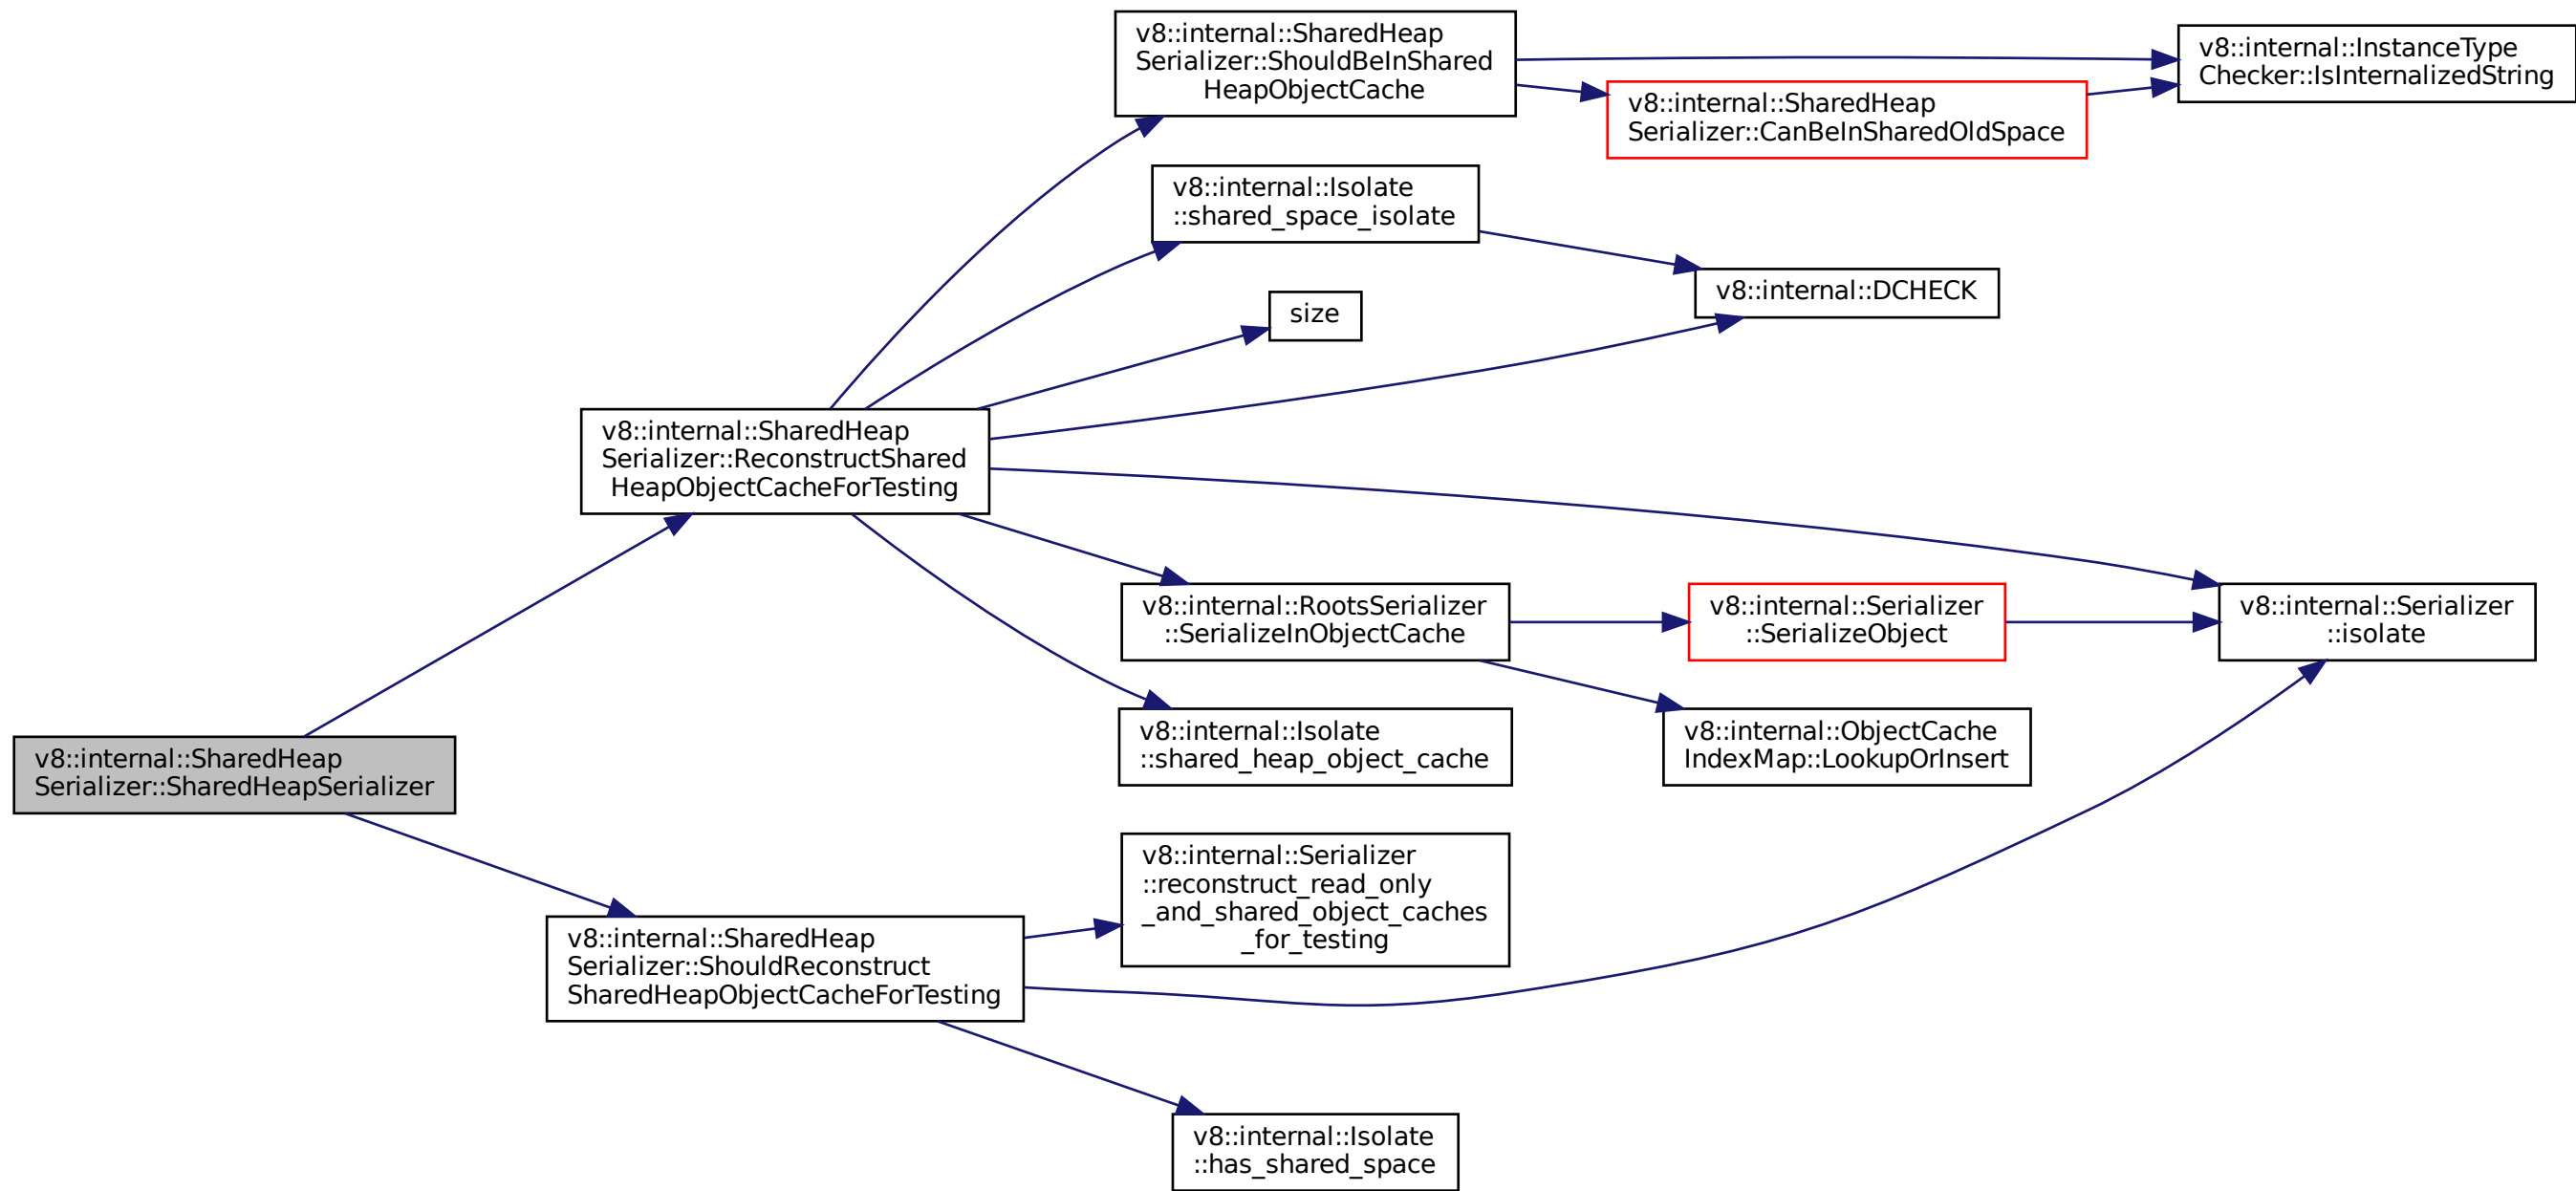 v8::internal::SharedHeap
Serializer::SharedHeapSerializer
v8::internal::SharedHeap
Serializer::ReconstructShared
HeapObjectCacheForTesting
v8::internal::SharedHeap
Serializer::ShouldReconstruct
SharedHeapObjectCacheForTesting
v8::internal::SharedHeap
Serializer::ShouldBeInShared
HeapObjectCache
v8::internal::Isolate
::shared_space_isolate
size
v8::internal::RootsSerializer
::SerializeInObjectCache
v8::internal::Isolate
::shared_heap_object_cache
v8::internal::Serializer
::reconstruct_read_only
_and_shared_object_caches
_for_testing
v8::internal::Isolate
::has_shared_space
v8::internal::SharedHeap
Serializer::CanBeInSharedOldSpace
v8::internal::DCHECK
v8::internal::Serializer
::SerializeObject
v8::internal::ObjectCache
IndexMap::LookupOrInsert
v8::internal::InstanceType
Checker::IsInternalizedString
v8::internal::Serializer
::isolate